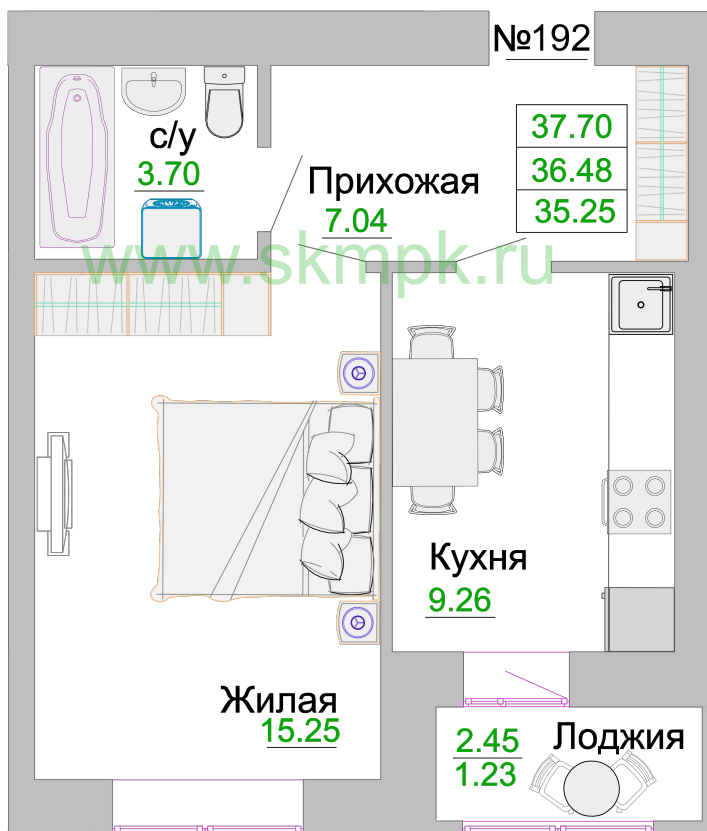 №192
с/у
3.70
Прихожая
7.04
37.70
36.48
35.25
www.skmpk.ru
Кухня
9.26
Жилая
15.25
Лоджия
2.45
1.23